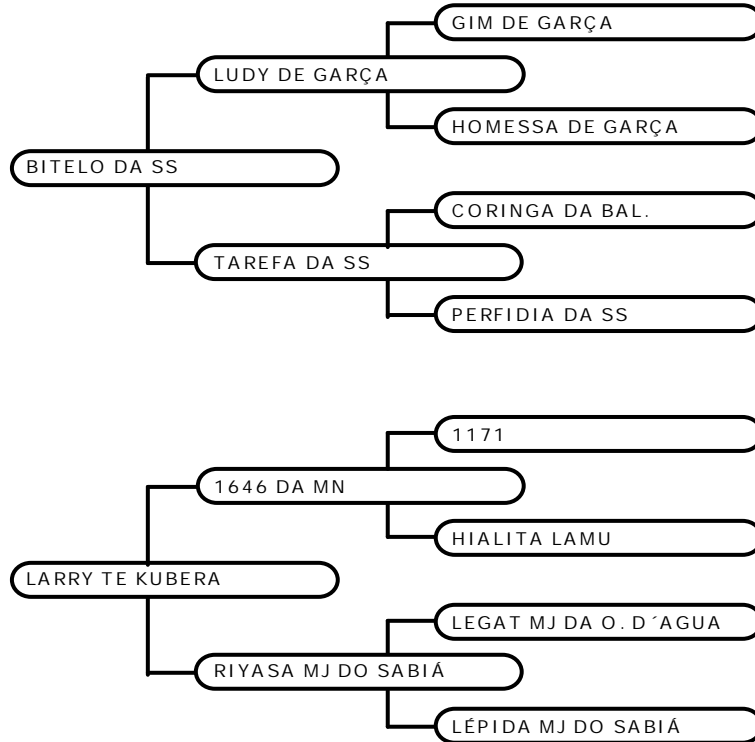 GIM DE GARÇA
LUDY DE GARÇA
HOMESSA DE GARÇA
BITELO DA SS
CORINGA DA BAL.
TAREFA DA SS
PERFIDIA DA SS
1171
1646 DA MN
HIALITA LAMU
LARRY TE KUBERA
LEGAT MJ DA O. D´AGUA
RIYASA MJ DO SABIÁ
LÉPIDA MJ DO SABIÁ